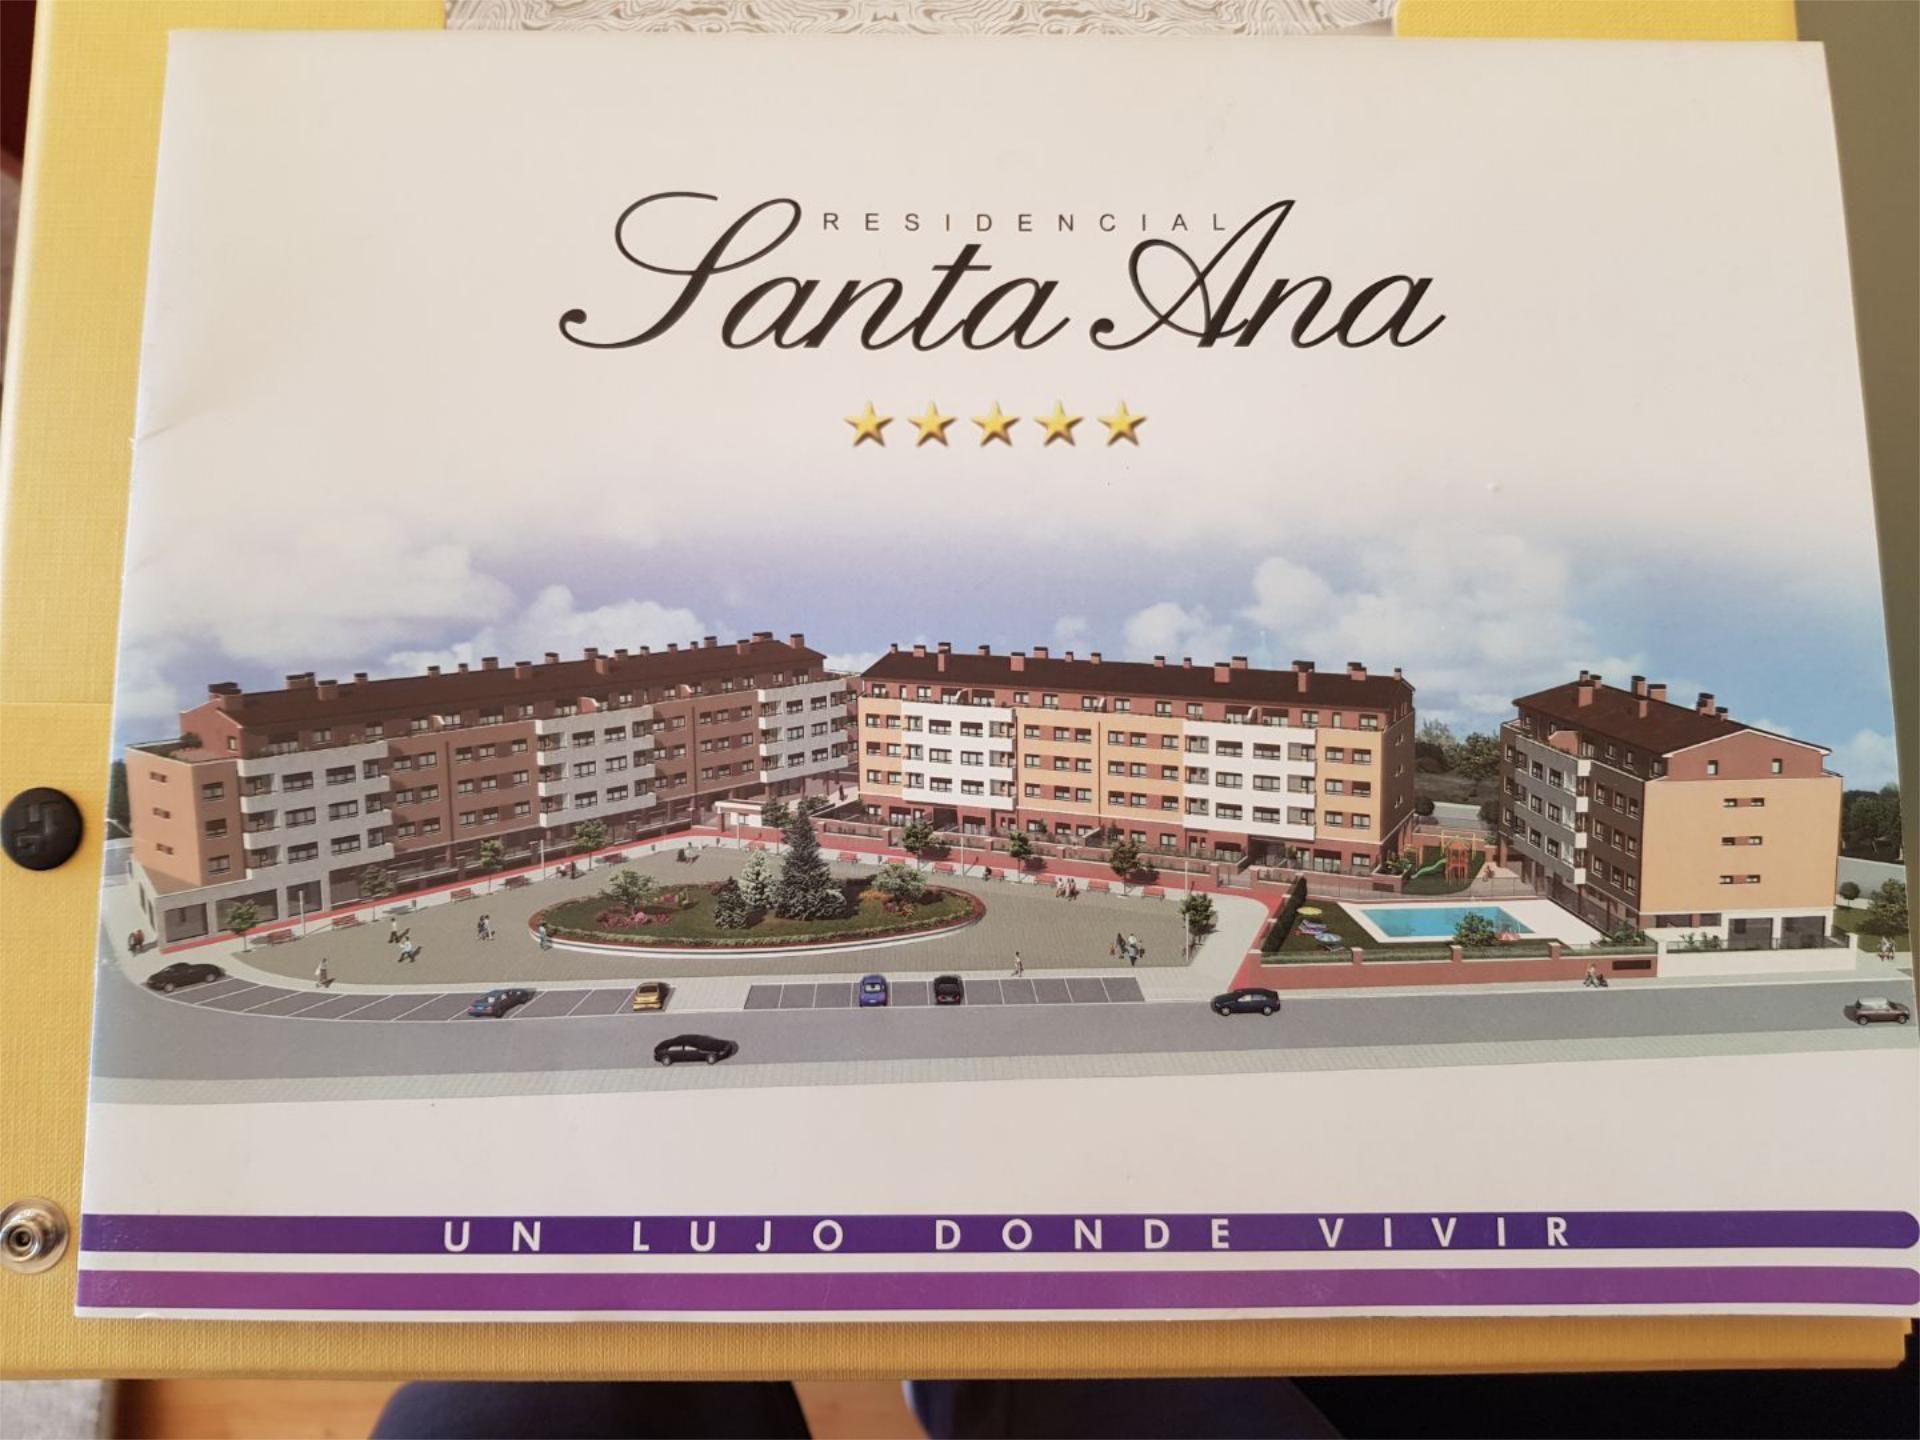 RESIDENCIAL
Santa Ana
UN LUJO DONDE VIVIR